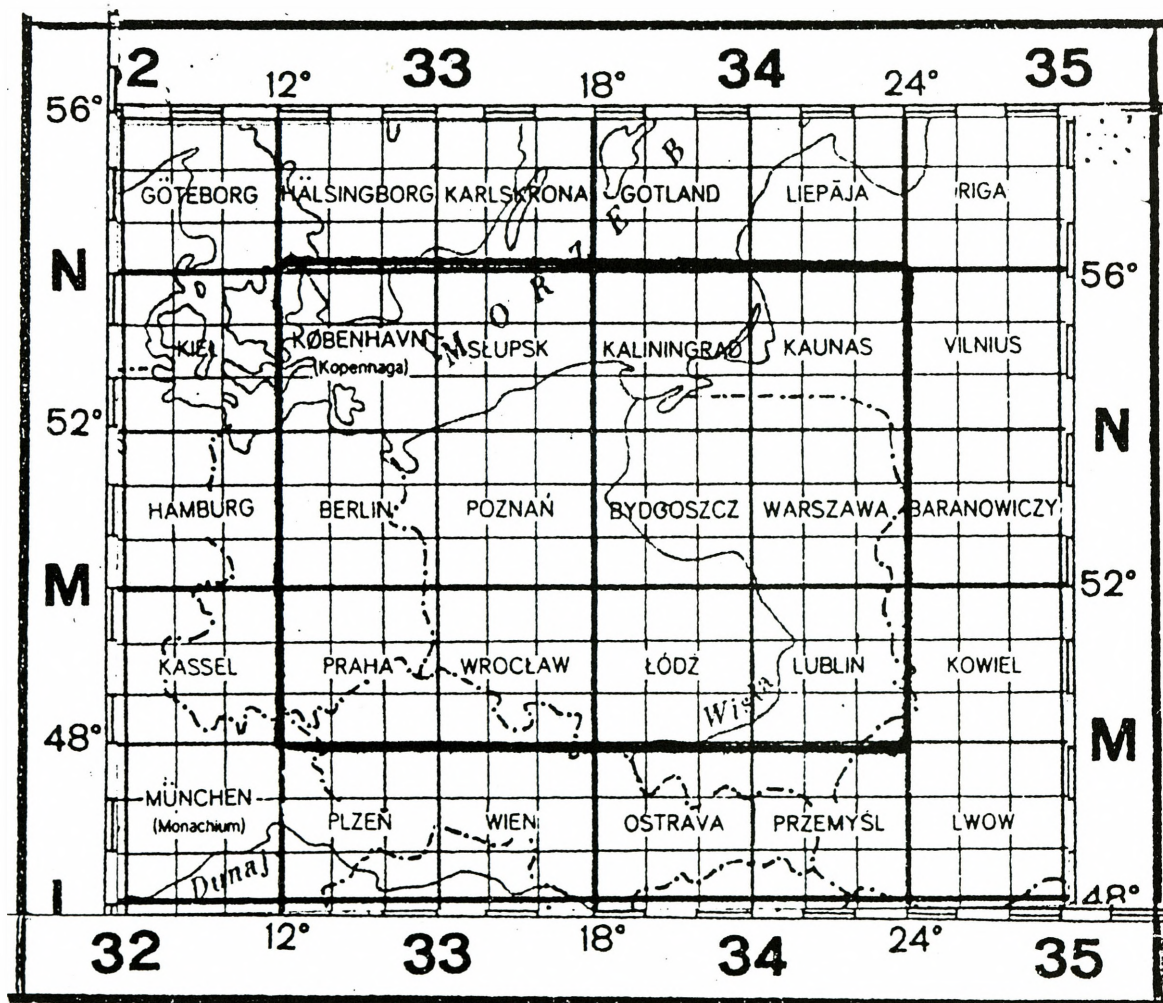 32 12° 33 18° 34 24° 35
56°
GÖTEBORG HÄLSINGBORG KARLSKRONA GOTLAND LIEPĀJA RIGA
N 56°
MORZE B
KIEL KØBENHAVN SŁUPSK KALININGRAD KAUNAS VILNIUS
(Kopennaga)
52° N
HAMBURG BERLIN POZNAŃ BYDGOSZCZ WARSZAWA BARANOWICZY
M 52°
KASSEL PRAHA WROCŁAW ŁÓDŹ LUBLIN KOWIEL
Wisła
48° M
MÜNCHEN
(Monachium) PLZEŇ WIEN OSTRAVA PRZEMYŚL LWOW
Dunaj
48°
32 12° 33 18° 34 24° 35